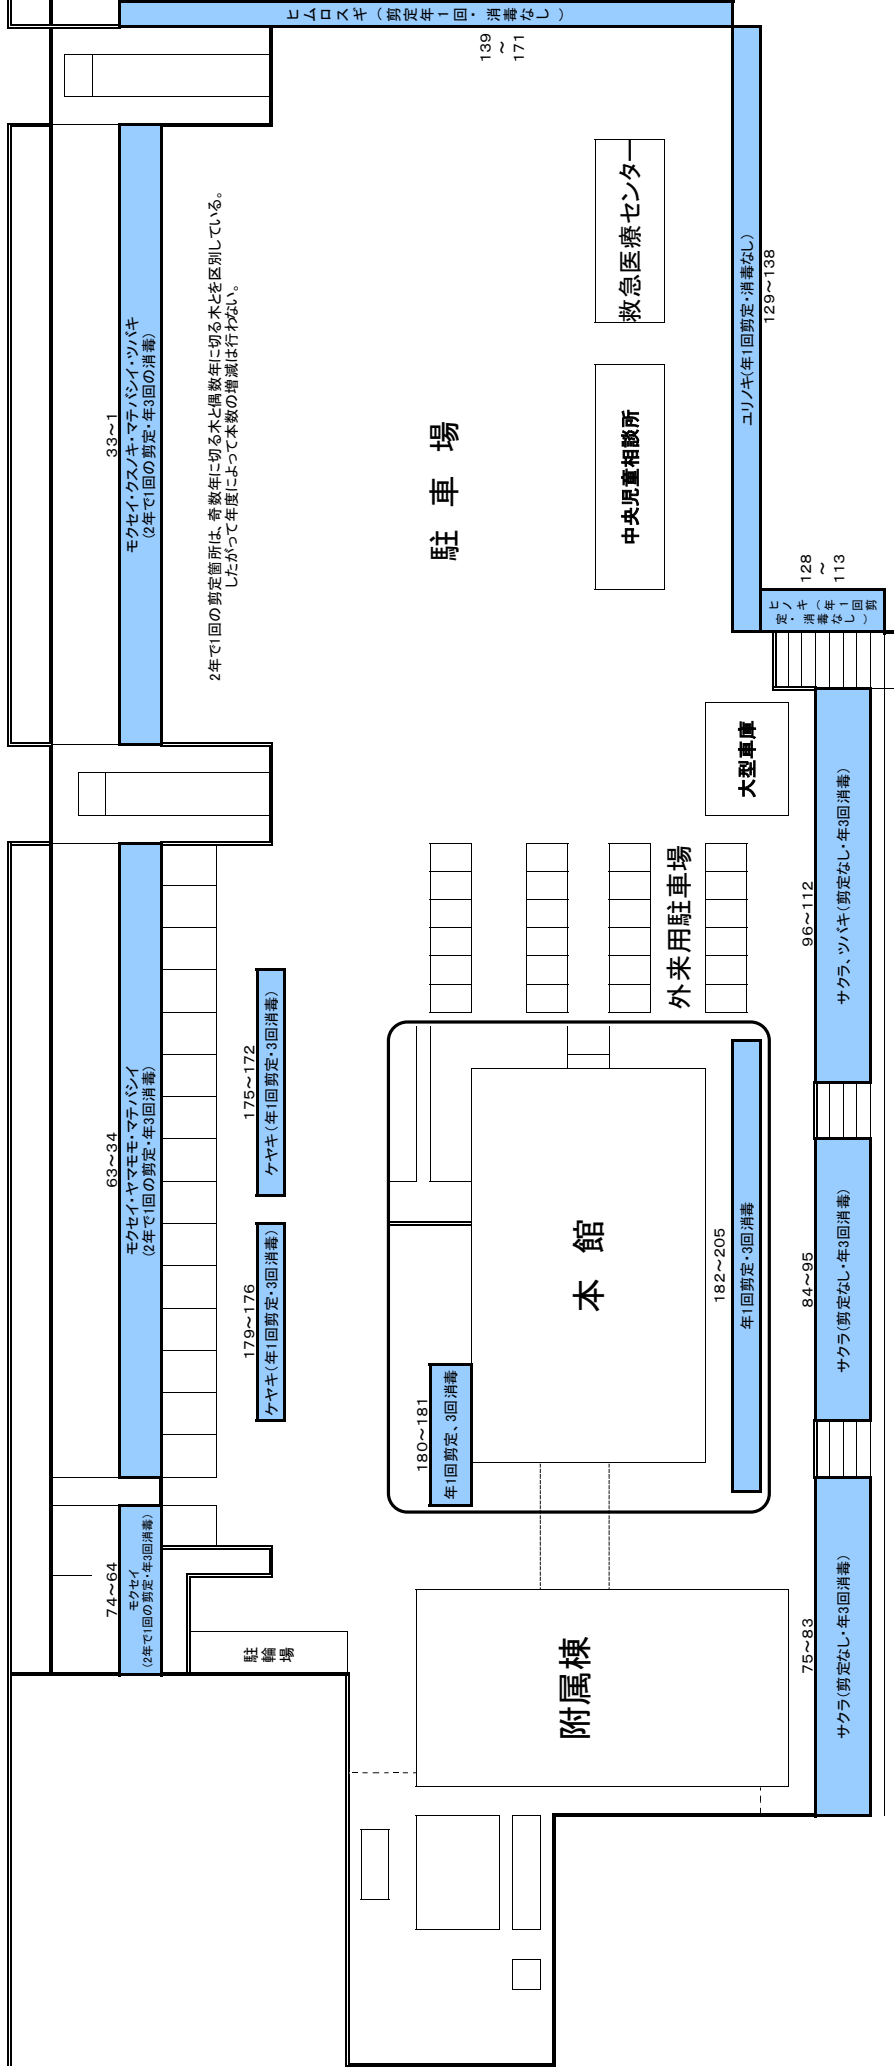 ヒムロスギ（剪定年１回・消毒なし）
139
～
171
33～1
モクセイ・クスノキ・マテバシイ・ツバキ
(2年で1回の剪定・年3回の消毒)
2年で1回の剪定箇所は、奇数年に切る木と偶数年に切る木とを区別している。
したがって年度によって本数の増減は行わない。
救急医療センター
中央児童相談所
駐車場
ユリノキ(年1回剪定・消毒なし)
129～138
128
～
113
ヒノキ（年１回剪
定・消毒なし）
大型車庫
外来用駐車場
96～112
サクラ、ツバキ(剪定なし・年3回消毒)
63～34
モクセイ・ヤマモモ・マテバシイ
(2年で1回の剪定・年3回消毒)
175～172
ケヤキ(年1回剪定・3回消毒)
179～176
ケヤキ(年1回剪定・3回消毒)
本館
182～205
年1回剪定・3回消毒
180～181
年1回剪定、3回消毒
84～95
サクラ(剪定なし・年3回消毒)
74～64
モクセイ
(2年で1回の剪定・年3回消毒)
駐
輪
場
附属棟
75～83
サクラ(剪定なし・年3回消毒)